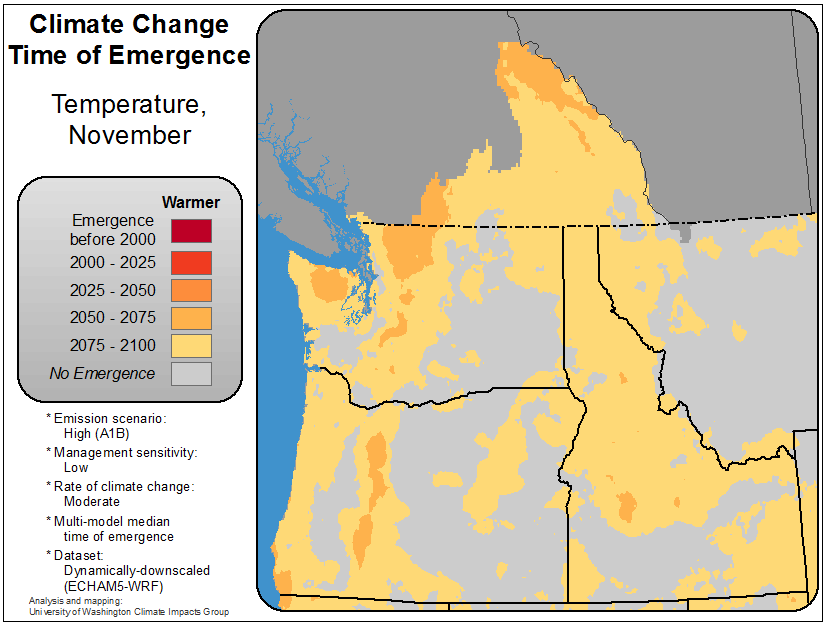 Climate Change
Time of Emergence
Temperature,
November
Warmer
Emergence
before 2000
2000 - 2025
2025 - 2050
2050 - 2075
2075 - 2100
No Emergence
* Emission scenario:
High (A1B)
* Management sensitivity:
Low
* Rate of climate change:
Moderate
* Multi-model median
time of emergence
* Dataset:
Dynamically-downscaled
(ECHAM5-WRF)
Analysis and mapping:
University of Washington Climate Impacts Group